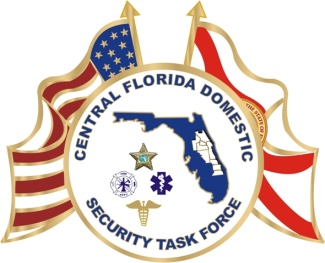 CENTRAL FLORIDA DOMESTIC
SECURITY TASK FORCE